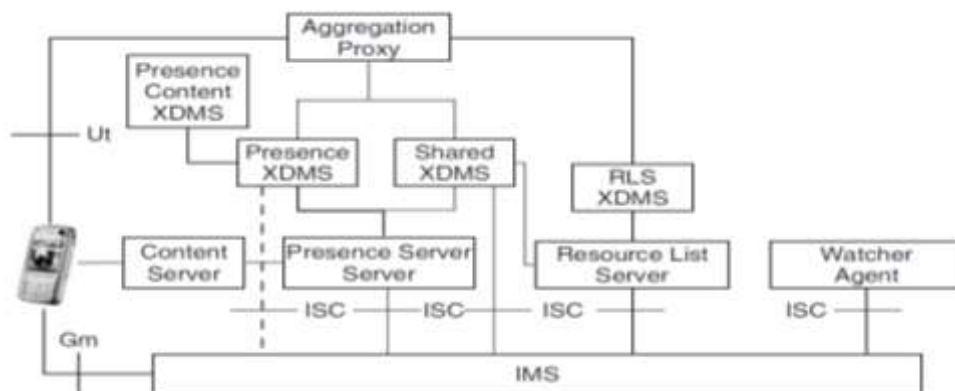 Aggregation
Proxy
Presence
Content
XDMS
Ut
Presence
XDMS
Shared
XDMS
RLS
XDMS
Content
Server
Presence Server
Server
Resource List
Server
Watcher
Agent
ISC
ISC
ISC
ISC
Gm
IMS